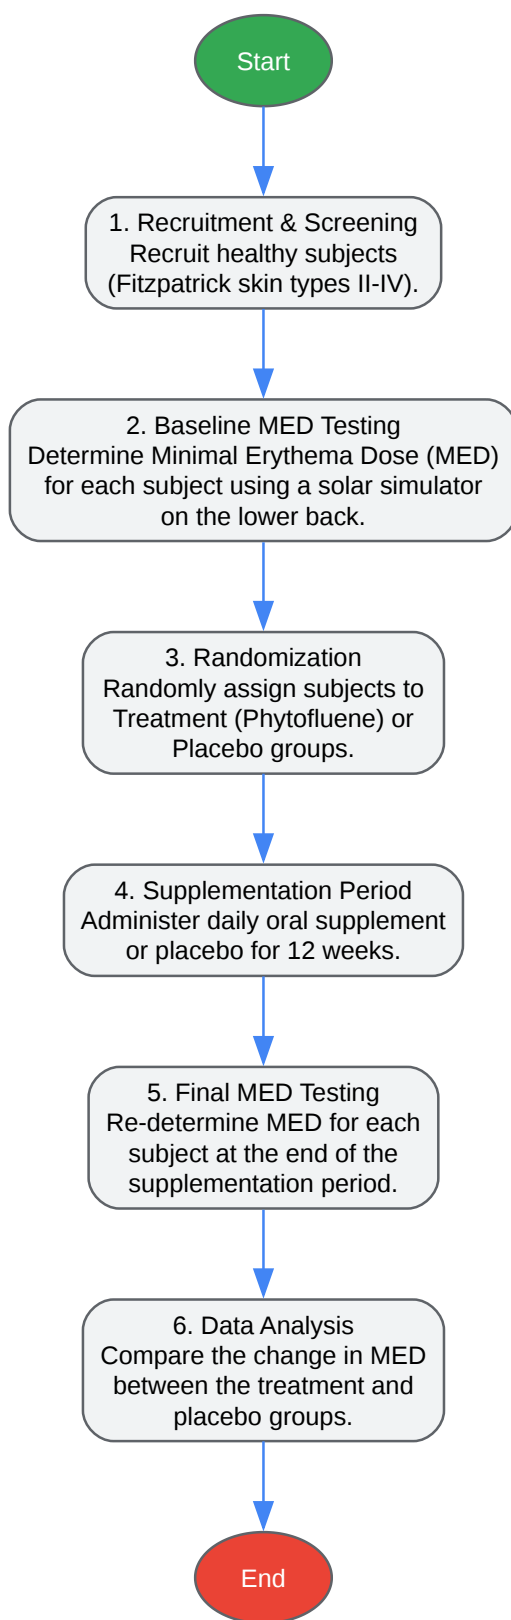 Start
1. Recruitment & Screening
Recruit healthy subjects
(Fitzpatrick skin types II-IV).
2. Baseline MED Testing
Determine Minimal Erythema Dose (MED)
for each subject using a solar simulator
on the lower back.
3. Randomization
Randomly assign subjects to
Treatment (Phytofluene) or
Placebo groups.
4. Supplementation Period
Administer daily oral supplement
or placebo for 12 weeks.
5. Final MED Testing
Re-determine MED for each
subject at the end of the
supplementation period.
6. Data Analysis
Compare the change in MED
between the treatment and
placebo groups.
End